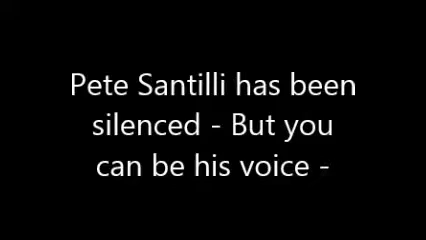 Pete Santilli has been
silenced - But you
can be his voice -